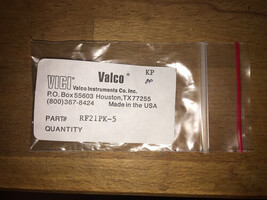 VICI Valco KP
Valco Instruments Co. Inc.
P.O. Box 55603 Houston, TX 77255
(800)367-8424 Made in the USA
PART# RF21PK-5
QUANTITY